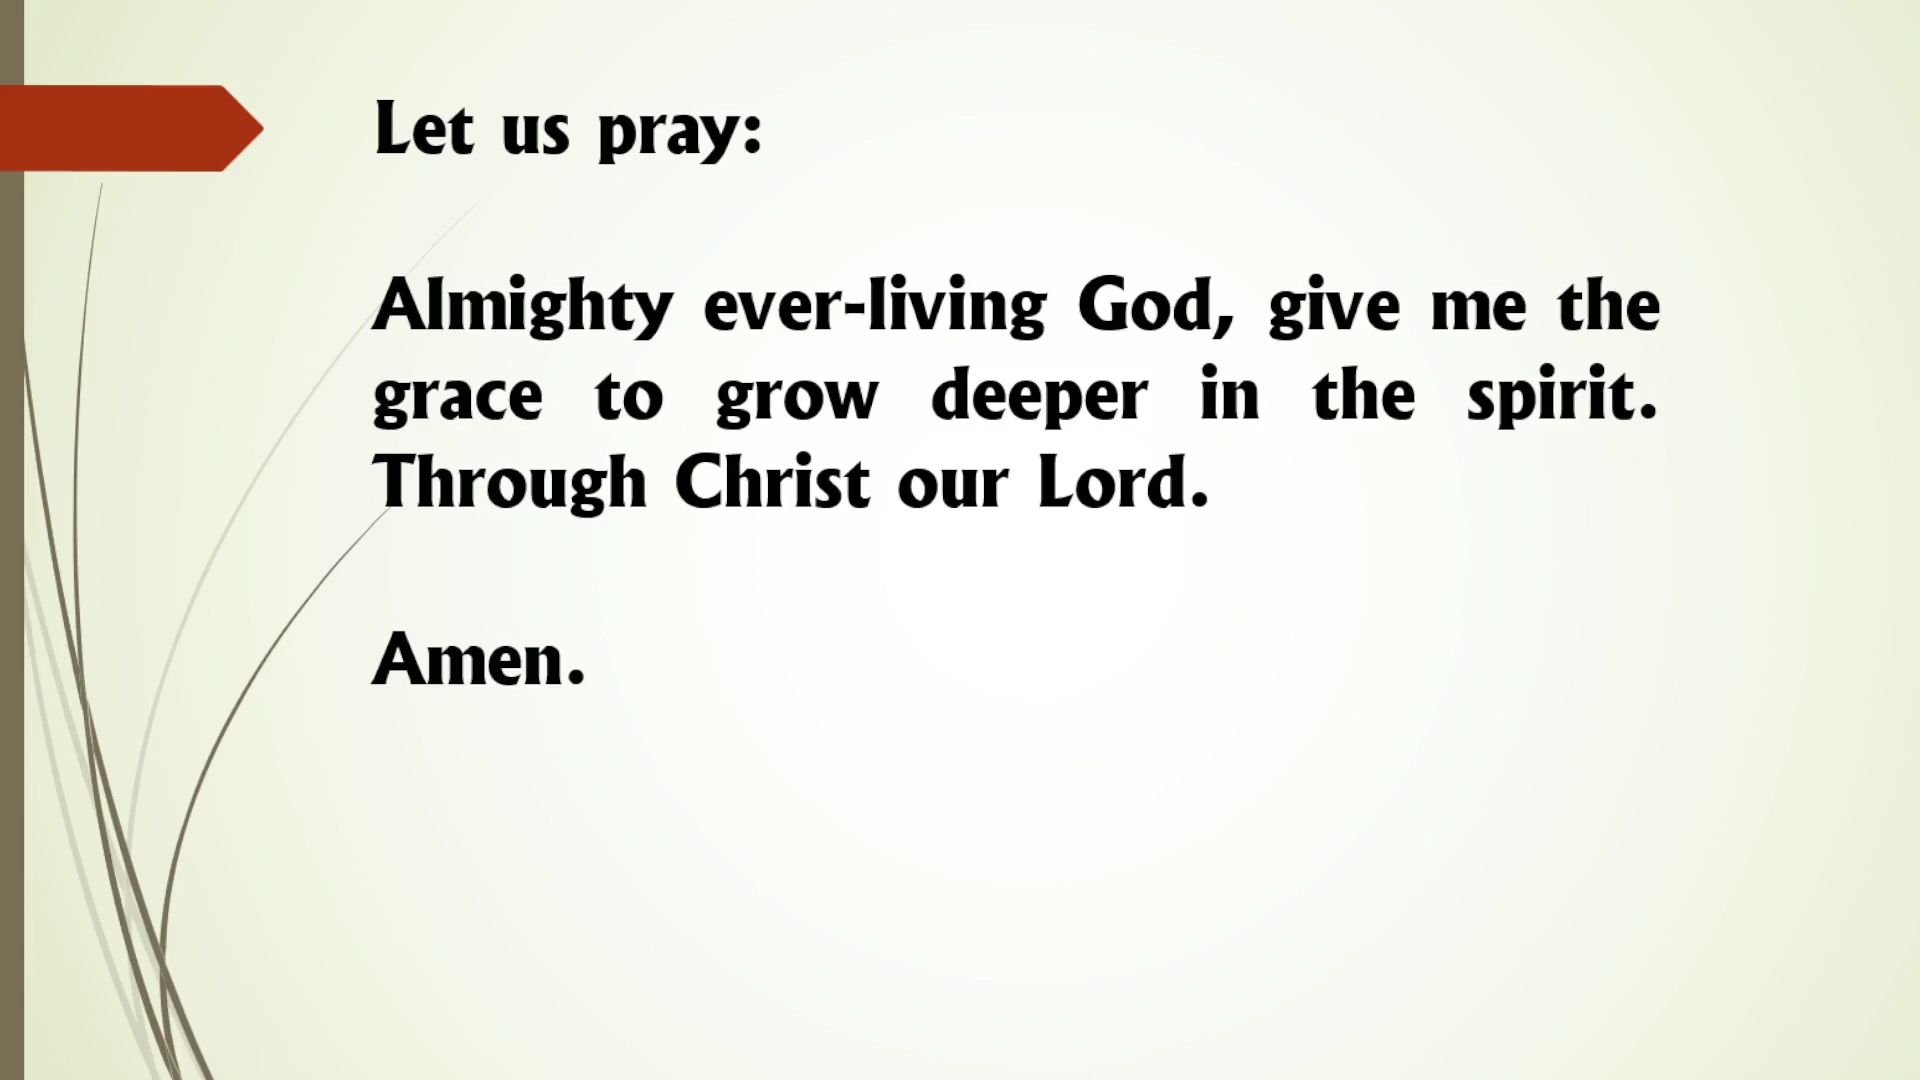 Let us pray:
Almighty ever-living God, give me the
grace to grow deeper in the spirit.
Through Christ our Lord.
Amen.